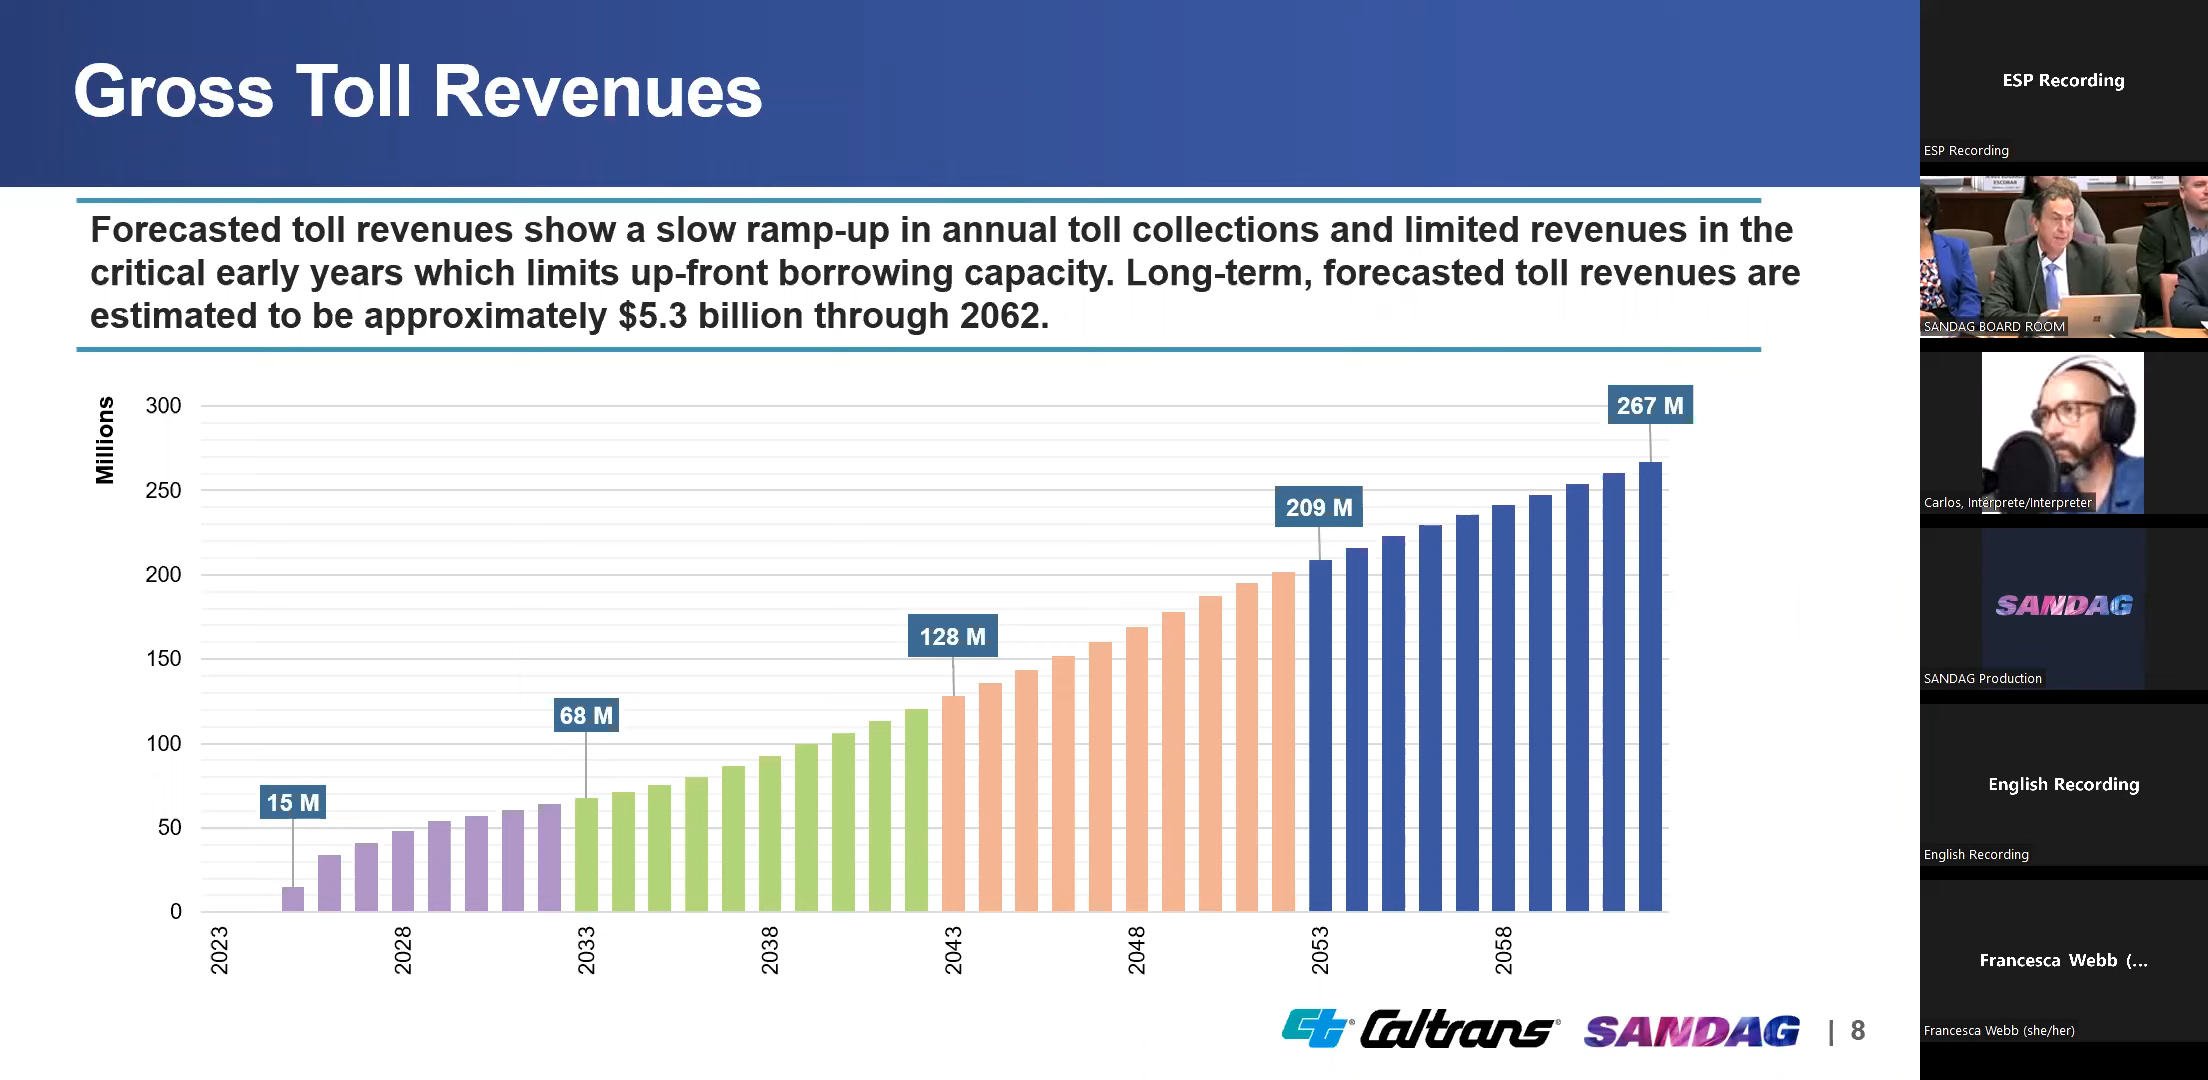 Gross Toll Revenues
Forecasted toll revenues show a slow ramp-up in annual toll collections and limited revenues in the
critical early years which limits up-front borrowing capacity. Long-term, forecasted toll revenues are
estimated to be approximately $5.3 billion through 2062.
Millions
300
250
200
150
100
50
0
15 M
68 M
128 M
209 M
267 M
2023
2028
2033
2038
2043
2048
2053
2058
Caltrans
SANDAG
| 8
ESP Recording
ESP Recording
ESCOBAR
SANDAG BOARD ROOM
Carlos, Intérprete/Interpreter
SANDAG
SANDAG Production
English Recording
English Recording
Francesca Webb (...
Francesca Webb (she/her)